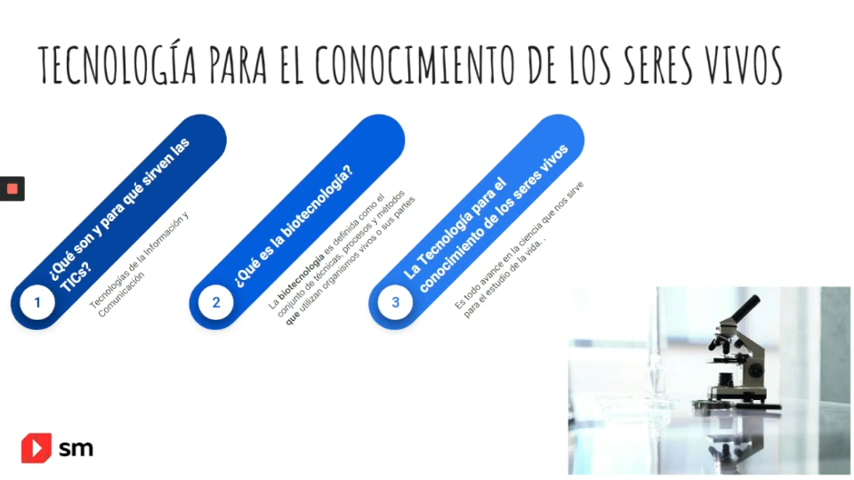 TECNOLOGÍA PARA EL CONOCIMIENTO DE LOS SERES VIVOS
1
¿Qué son y para qué sirven las
TICs?
Tecnologías de la Información y
Comunicación
2
¿Qué es la biotecnología?
La biotecnología es definida como el
conjunto de técnicas, procesos y métodos
que utilizan organismos vivos o sus partes
3
La Tecnología para el
conocimiento de los seres vivos
Es todo avance en la ciencia que nos sirve
para el estudio de la vida. .
sm